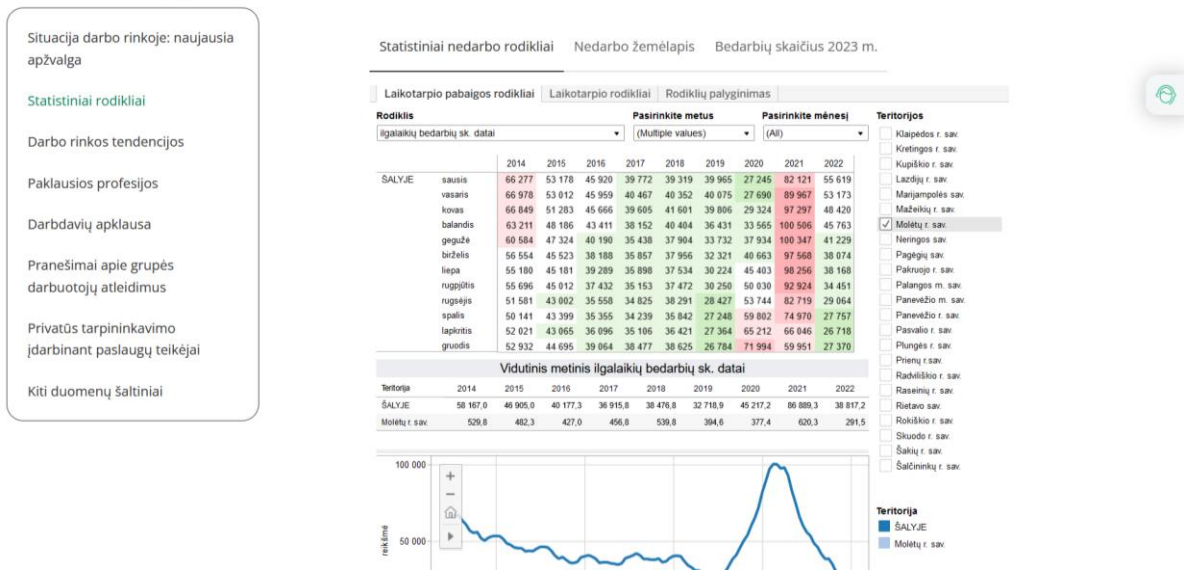 Situacija darbo rinkoje: naujausia
apžvalga
Statistiniai rodikliai
Darbo rinkos tendencijos
Paklausios profesijos
Darbdavių apklausa
Pranešimai apie grupės
darbuotojų atleidimus
Privatūs tarpininkavimo
įdarbinant paslaugų teikėjai
Kiti duomenų šaltiniai
Statistiniai nedarbo rodikliai Nedarbo žemėlapis Bedarbių skaičius 2023 m.
Laikotarpio pabaigos rodikliai Laikotarpio rodikliai Rodiklių palyginimas
Rodiklis Pasirinkite metus Pasirinkite mėnesį
ilgalaikių bedarbių sk. datai (Multiple values) (All)
2014 2015 2016 2017 2018 2019 2020 2021 2022
ŠALYJE sausis 66 277 53 178 45 920 39 772 39 319 39 965 27 245 82 121 55 619
vasaris 66 978 53 012 45 959 40 467 40 352 40 075 27 690 89 967 53 173
kovas 66 849 51 283 45 666 39 605 41 601 39 806 29 324 97 297 48 420
balandis 63 211 48 186 43 411 38 152 40 404 36 431 33 565 100 506 45 763
gegužė 60 584 47 324 40 190 35 438 37 904 33 732 37 934 100 347 41 229
birželis 56 554 45 523 38 188 35 857 37 956 32 321 40 663 97 568 38 074
liepa 55 180 45 181 39 289 35 898 37 534 30 224 45 403 98 256 38 168
rugpjūtis 55 696 45 012 37 432 35 153 37 472 30 250 50 030 92 924 34 451
rugsėjis 51 581 43 002 35 558 34 825 38 291 28 427 53 744 82 719 29 064
spalis 50 141 43 399 35 355 34 239 35 842 27 248 59 802 74 970 27 757
lapkritis 52 021 43 065 36 096 35 106 36 421 27 364 65 212 66 046 26 718
gruodis 52 932 44 695 39 064 38 477 38 625 26 784 71 994 59 951 27 370
Vidutinis metinis ilgalaikių bedarbių sk. datai
Teritorija 2014 2015 2016 2017 2018 2019 2020 2021 2022
ŠALYJE 58 167,0 46 905,0 40 177,3 36 915,8 38 476,8 32 718,9 45 217,2 86 889,3 38 817,2
Molėtų r. sav. 529,8 482,3 427,0 456,8 539,8 394,6 377,4 620,3 291,5
100 000
50 000
reikšmė
Teritorijos
Klaipėdos r. sav.
Kretingos r. sav.
Kupiškio r. sav.
Lazdijų r. sav.
Marijampolės sav.
Mažeikių r. sav.
Molėtų r. sav.
Neringos sav.
Pagėgių sav.
Pakruojo r. sav.
Palangos m. sav.
Panevėžio m. sav.
Panevėžio r. sav.
Pasvalio r. sav.
Plungės r. sav.
Prienų r.sav.
Radviliškio r. sav.
Raseinių r. sav.
Rietavo sav.
Rokiškio r. sav.
Skuodo r. sav.
Šakių r. sav.
Šalčininkų r. sav.
Teritorija
ŠALYJE
Molėtų r. sav.